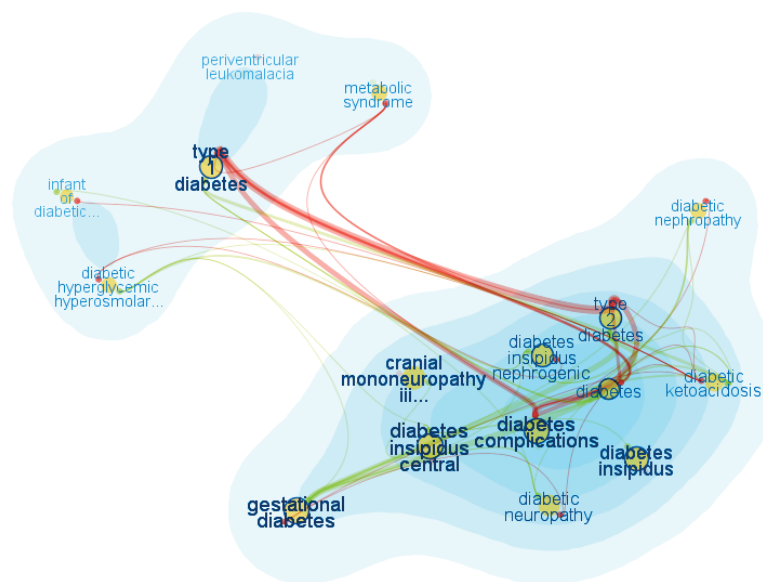 periventricular
leukomalacia
metabolic
syndrome
type
1
diabetes
infant
of
diabetic...
diabetic
nephropathy
diabetic
hyperglycemic
hyperosmolar...
type
2
diabetes
diabetes
insipidus
nephrogenic
cranial
mononeuropathy
iii...
diabetes
diabetic
ketoacidosis
diabetes
complications
diabetes
insipidus
central
diabetes
insipidus
gestational
diabetes
diabetic
neuropathy